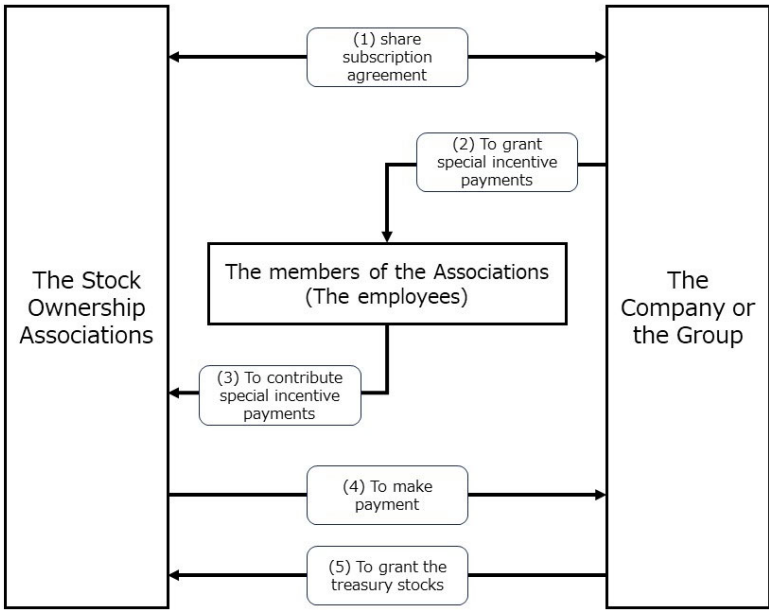 (1) share
subscription
agreement
(2) To grant
special incentive
payments
The members of the Associations
(The employees)
The Stock
Ownership
Associations
The
Company or
the Group
(3) To contribute
special incentive
payments
(4) To make
payment
(5) To grant the
treasury stocks